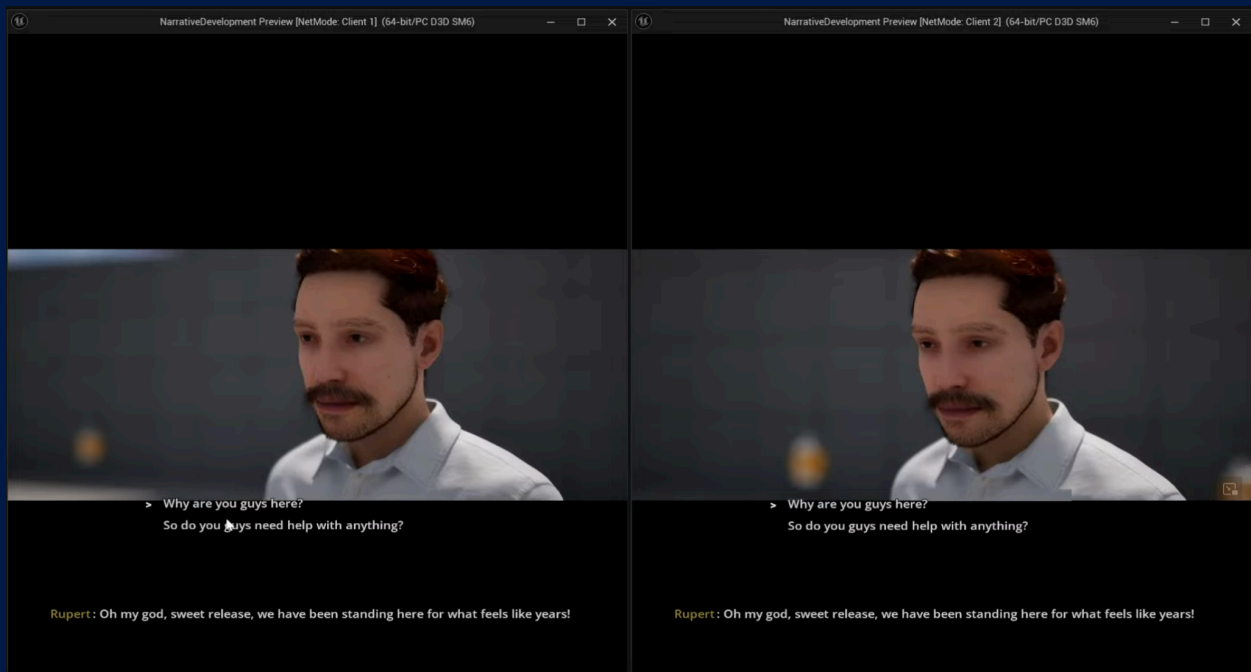 NarrativeDevelopment Preview [NetMode: Client 1] (64-bit/PC D3D SM6)
> Why are you guys here?
So do you guys need help with anything?
Rupert: Oh my god, sweet release, we have been standing here for what feels like years!
NarrativeDevelopment Preview [NetMode: Client 2] (64-bit/PC D3D SM6)
> Why are you guys here?
So do you guys need help with anything?
Rupert: Oh my god, sweet release, we have been standing here for what feels like years!